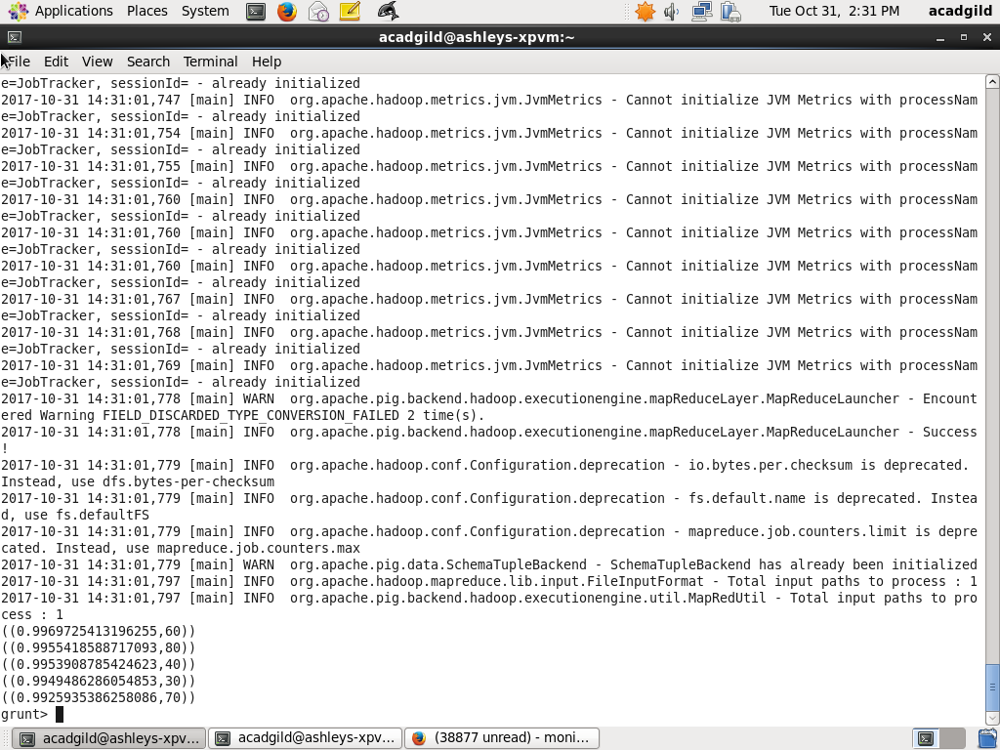 Applications Places System Tue Oct 31, 2:31 PM acadgild
acadgild@ashleys-xpvm:~
File Edit View Search Terminal Help
e=JobTracker, sessionId= - already initialized
2017-10-31 14:31:01,747 [main] INFO  org.apache.hadoop.metrics.jvm.JvmMetrics - Cannot initialize JVM Metrics with processNam
e=JobTracker, sessionId= - already initialized
2017-10-31 14:31:01,754 [main] INFO  org.apache.hadoop.metrics.jvm.JvmMetrics - Cannot initialize JVM Metrics with processNam
e=JobTracker, sessionId= - already initialized
2017-10-31 14:31:01,755 [main] INFO  org.apache.hadoop.metrics.jvm.JvmMetrics - Cannot initialize JVM Metrics with processNam
e=JobTracker, sessionId= - already initialized
2017-10-31 14:31:01,760 [main] INFO  org.apache.hadoop.metrics.jvm.JvmMetrics - Cannot initialize JVM Metrics with processNam
e=JobTracker, sessionId= - already initialized
2017-10-31 14:31:01,760 [main] INFO  org.apache.hadoop.metrics.jvm.JvmMetrics - Cannot initialize JVM Metrics with processNam
e=JobTracker, sessionId= - already initialized
2017-10-31 14:31:01,760 [main] INFO  org.apache.hadoop.metrics.jvm.JvmMetrics - Cannot initialize JVM Metrics with processNam
e=JobTracker, sessionId= - already initialized
2017-10-31 14:31:01,767 [main] INFO  org.apache.hadoop.metrics.jvm.JvmMetrics - Cannot initialize JVM Metrics with processNam
e=JobTracker, sessionId= - already initialized
2017-10-31 14:31:01,768 [main] INFO  org.apache.hadoop.metrics.jvm.JvmMetrics - Cannot initialize JVM Metrics with processNam
e=JobTracker, sessionId= - already initialized
2017-10-31 14:31:01,769 [main] INFO  org.apache.hadoop.metrics.jvm.JvmMetrics - Cannot initialize JVM Metrics with processNam
e=JobTracker, sessionId= - already initialized
2017-10-31 14:31:01,778 [main] WARN  org.apache.pig.backend.hadoop.executionengine.mapReduceLayer.MapReduceLauncher - Encount
ered Warning FIELD_DISCARDED_TYPE_CONVERSION_FAILED 2 time(s).
2017-10-31 14:31:01,778 [main] INFO  org.apache.pig.backend.hadoop.executionengine.mapReduceLayer.MapReduceLauncher - Success
!
2017-10-31 14:31:01,779 [main] INFO  org.apache.hadoop.conf.Configuration.deprecation - io.bytes.per.checksum is deprecated.
Instead, use dfs.bytes-per-checksum
2017-10-31 14:31:01,779 [main] INFO  org.apache.hadoop.conf.Configuration.deprecation - fs.default.name is deprecated. Instea
d, use fs.defaultFS
2017-10-31 14:31:01,779 [main] INFO  org.apache.hadoop.conf.Configuration.deprecation - mapreduce.job.counters.limit is depre
cated. Instead, use mapreduce.job.counters.max
2017-10-31 14:31:01,779 [main] WARN  org.apache.pig.data.SchemaTupleBackend - SchemaTupleBackend has already been initialized
2017-10-31 14:31:01,797 [main] INFO  org.apache.hadoop.mapreduce.lib.input.FileInputFormat - Total input paths to process : 1
2017-10-31 14:31:01,797 [main] INFO  org.apache.pig.backend.hadoop.executionengine.util.MapRedUtil - Total input paths to pro
cess : 1
((0.9969725413196255,60))
((0.9955418588717093,80))
((0.9953908785424623,40))
((0.9949486286054853,30))
((0.9925935386258086,70))
grunt>
acadgild@ashleys-xpv... acadgild@ashleys-xpv... (38877 unread) - moni...